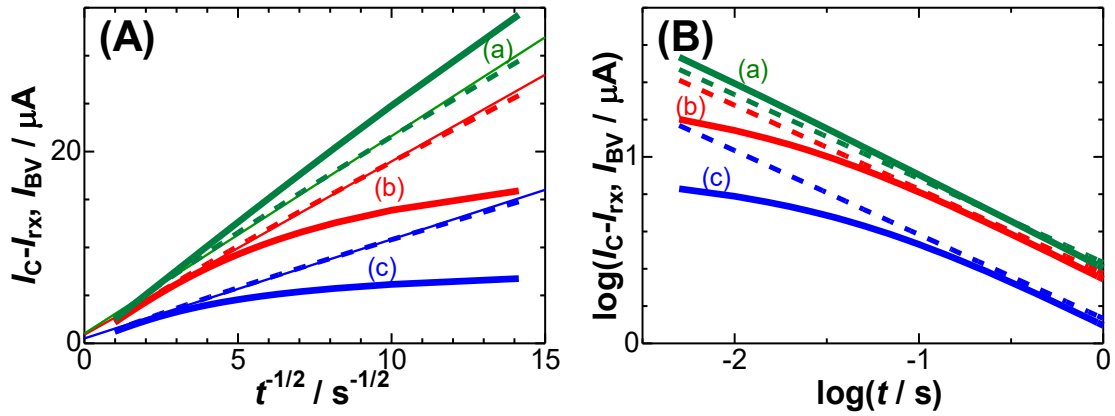 (A)
(a)
(b)
(c)
20
0
0
5
10
15
I_C-I_rx, I_BV / μA
t^-1/2 / s^-1/2
(B)
(a)
(b)
(c)
1
0
-2
-1
0
log(I_C-I_rx, I_BV / μA)
log(t / s)